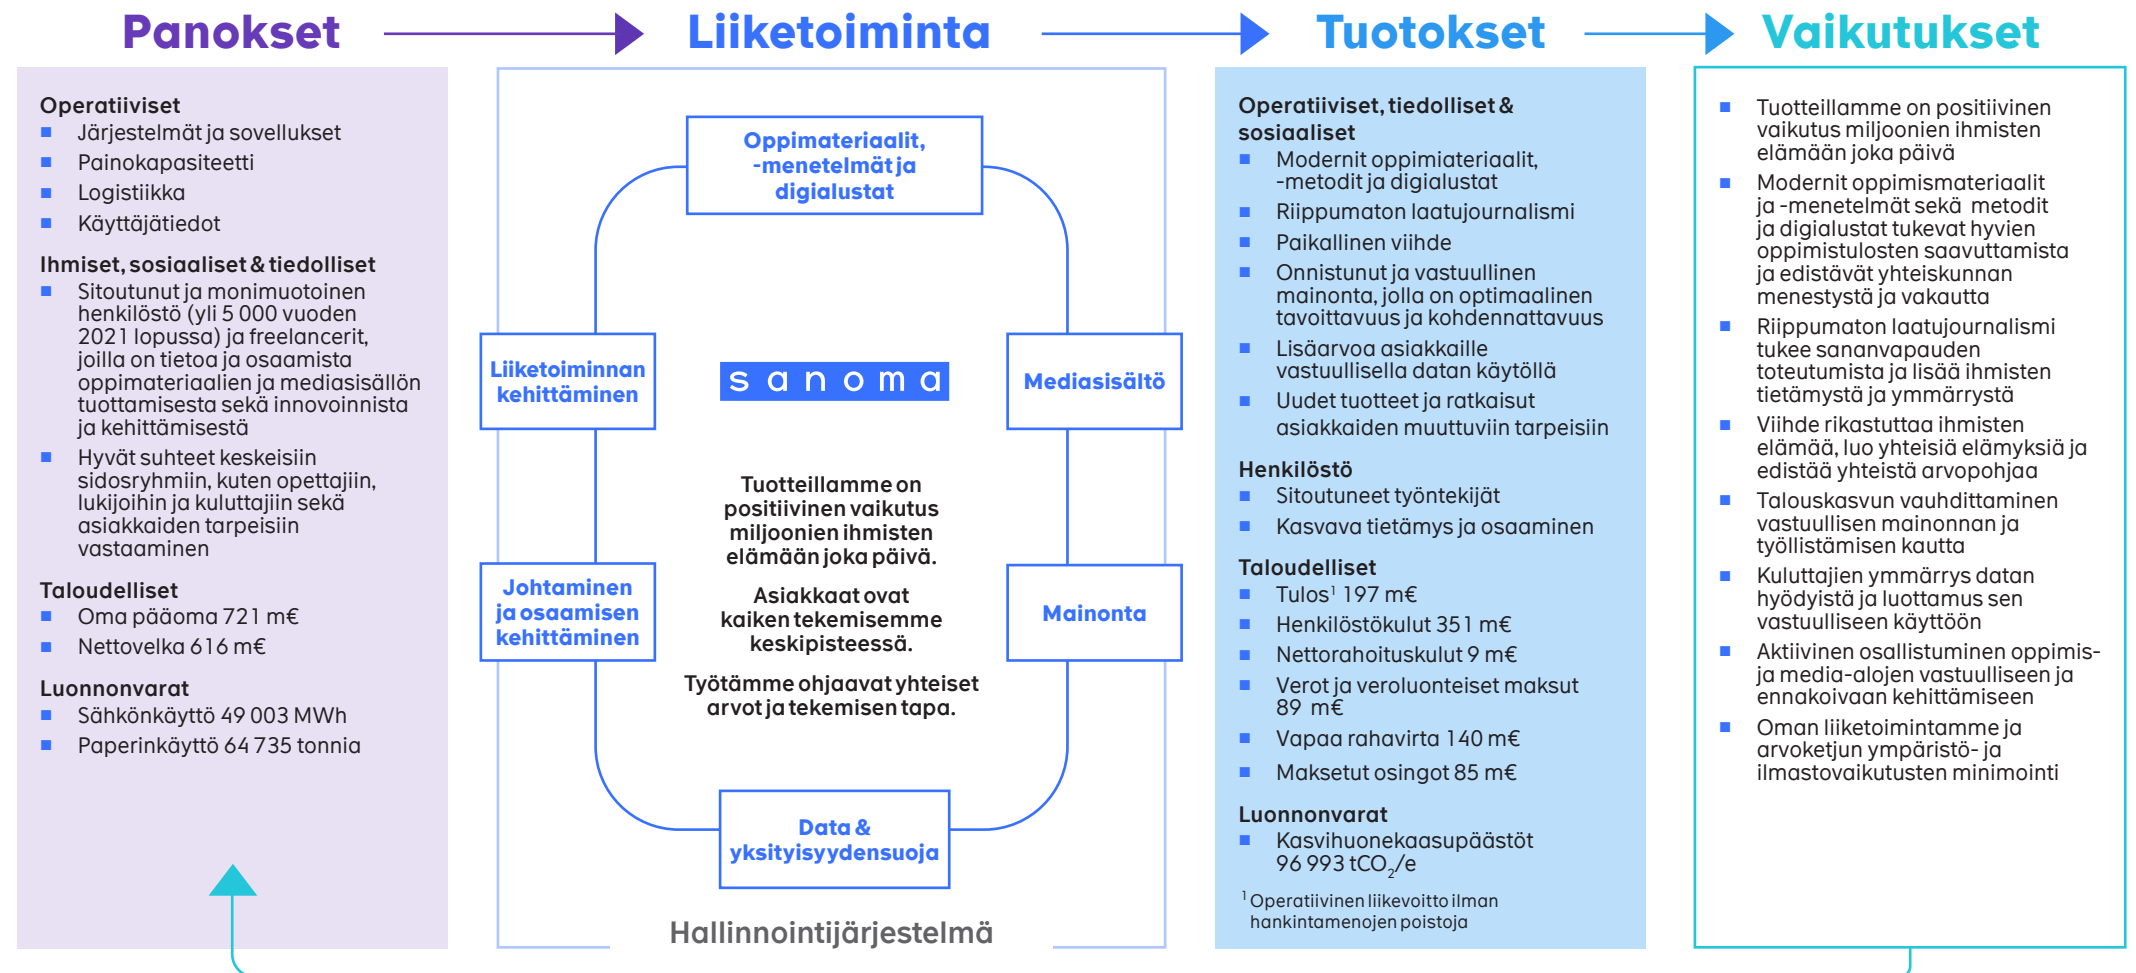 Panokset
Liiketoiminta
Tuotokset
Vaikutukset
Operatiiviset
Järjestelmät ja sovellukset
Painokapasiteetti
Logistiikka
Käyttäjätiedot
Ihmiset, sosiaaliset & tiedolliset
Sitoutunut ja monimuotoinen
henkilöstö (yli 5 000 vuoden
2021 lopussa) ja freelancerit,
joilla on tietoa ja osaamista
oppimateriaalien ja mediasisällön
tuottamisesta sekä innovoinnista
ja kehittämisestä
Hyvät suhteet keskeisiin
sidosryhmiin, kuten opettajiin,
lukijoihin ja kuluttajiin sekä
asiakkaiden tarpeisiin
vastaaminen
Taloudelliset
Oma pääoma 721 m€
Nettovelka 616 m€
Luonnonvarat
Sähkönkäyttö 49 003 MWh
Paperinkäyttö 64 735 tonnia
Oppimateriaalit,
-menetelmät ja
digialustat
Liiketoiminnan
kehittäminen
sanoma
Mediasisältö
Tuotteillamme on
positiivinen vaikutus
miljoonien ihmisten
elämään joka päivä.
Asiakkaat ovat
kaiken tekemisemme
keskipisteessä.
Työtämme ohjaavat yhteiset
arvot ja tekemisen tapa.
Johtaminen
ja osaamisen
kehittäminen
Mainonta
Data &
yksityisyydensuoja
Hallinnointijärjestelmä
Operatiiviset, tiedolliset &
sosiaaliset
Modernit oppimiateriaalit,
-metodit ja digialustat
Riippumaton laatujournalismi
Paikallinen viihde
Onnistunut ja vastuullinen
mainonta, jolla on optimaalinen
tavoittavuus ja kohdennattavuus
Lisäarvoa asiakkaille
vastuullisella datan käytöllä
Uudet tuotteet ja ratkaisut
asiakkaiden muuttuviin tarpeisiin
Henkilöstö
Sitoutuneet työntekijät
Kasvava tietämys ja osaaminen
Taloudelliset
Tulos¹ 197 m€
Henkilöstökulut 351 m€
Nettorahoituskulut 9 m€
Verot ja veroluonteiset maksut
89 m€
Vapaa rahavirta 140 m€
Maksetut osingot 85 m€
Luonnonvarat
Kasvihuonekaasupäästöt
96 993 tCO₂/e
¹ Operatiivinen liikevoitto ilman
hankintamenojen poistoja
Tuotteillamme on positiivinen
vaikutus miljoonien ihmisten
elämään joka päivä
Modernit oppimismateriaalit
ja -menetelmät sekä metodit
ja digialustat tukevat hyvien
oppimistulosten saavuttamista
ja edistävät yhteiskunnan
menestystä ja vakautta
Riippumaton laatujournalismi
tukee sananvapauden
toteutumista ja lisää ihmisten
tietämystä ja ymmärrystä
Viihde rikastuttaa ihmisten
elämää, luo yhteisiä elämyksiä ja
edistää yhteistä arvopohjaa
Talouskasvun vauhdittaminen
vastuullisen mainonnan ja
työllistämisen kautta
Kuluttajien ymmärrys datan
hyödyistä ja luottamus sen
vastuulliseen käyttöön
Aktiivinen osallistuminen oppimis-
ja media-alojen vastuulliseen ja
ennakoivaan kehittämiseen
Oman liiketoimintamme ja
arvoketjun ympäristö- ja
ilmastovaikutusten minimointi